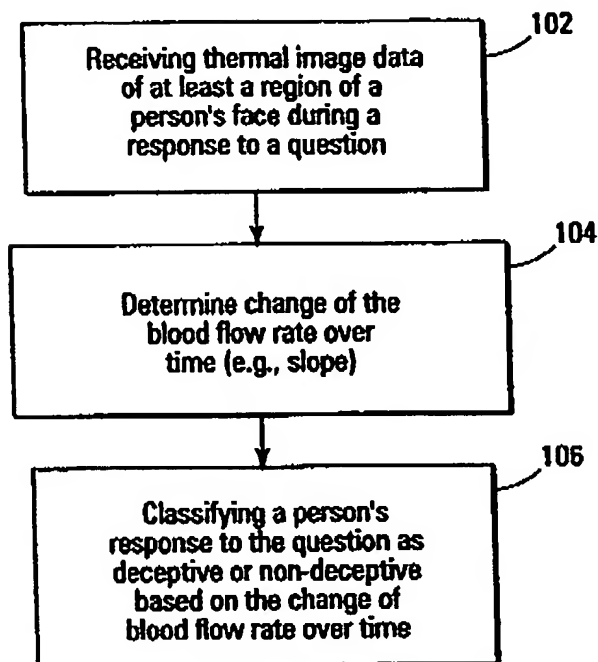 102
Receiving thermal image data
of at least a region of a
person's face during a
response to a question
104
Determine change of the
blood flow rate over
time (e.g., slope)
106
Classifying a person's
response to the question as
deceptive or non-deceptive
based on the change of
blood flow rate over time